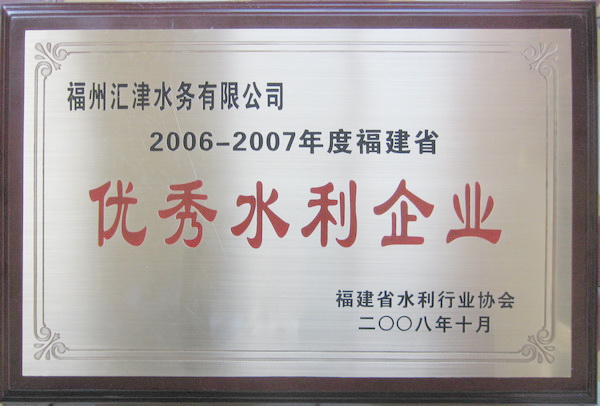 福州汇津水务有限公司
2006-2007年度福建省
优秀水利企业
福建省水利行业协会
二〇〇八年十月